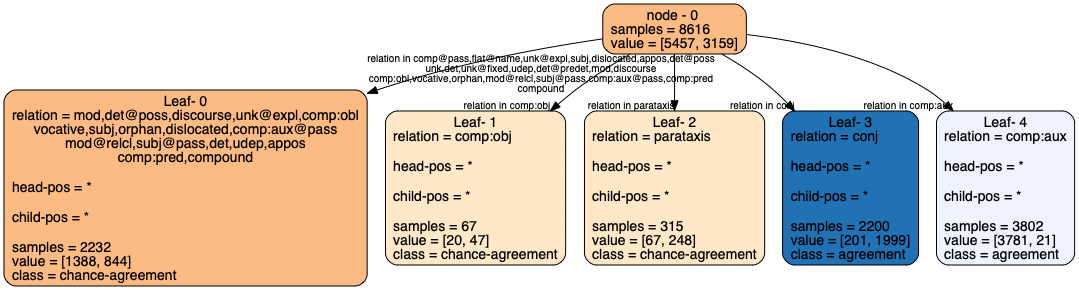 node - 0
samples = 8616
value = [5457, 3159]
relation in comp@pass,flat@name,unk@expl,subj,dislocated,appos,det@poss
unk,det,unk@fixed,udep,det@predet,mod,discourse
comp:obl,vocative,orphan,mod@relcl,subj@pass,comp:aux@pass,comp:pred
compound
relation in comp:obj
relation in parataxis
relation in conj
relation in comp:aux
Leaf- 0
relation = mod,det@poss,discourse,unk@expl,comp:obl
vocative,subj,orphan,dislocated,comp:aux@pass
mod@relcl,subj@pass,det,udep,appos
comp:pred,compound
head-pos = *
child-pos = *
samples = 2232
value = [1388, 844]
class = chance-agreement
Leaf- 1
relation = comp:obj
head-pos = *
child-pos = *
samples = 67
value = [20, 47]
class = chance-agreement
Leaf- 2
relation = parataxis
head-pos = *
child-pos = *
samples = 315
value = [67, 248]
class = chance-agreement
Leaf- 3
relation = conj
head-pos = *
child-pos = *
samples = 2200
value = [201, 1999]
class = agreement
Leaf- 4
relation = comp:aux
head-pos = *
child-pos = *
samples = 3802
value = [3781, 21]
class = agreement